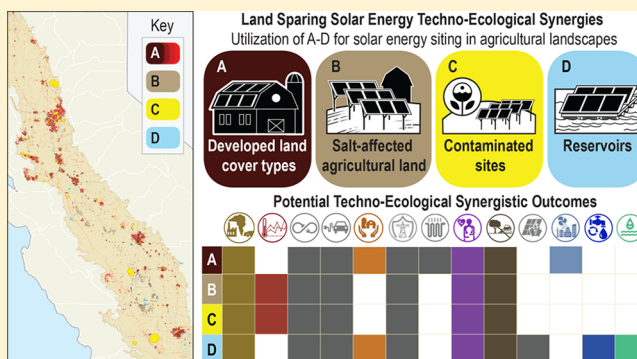 Key
A
B
C
D
Land Sparing Solar Energy Techno-Ecological Synergies
Utilization of A-D for solar energy siting in agricultural landscapes
A
Developed land
cover types
B
Salt-affected
agricultural land
C
Contaminated
sites
D
Reservoirs
Potential Techno-Ecological Synergistic Outcomes
A
B
C
D